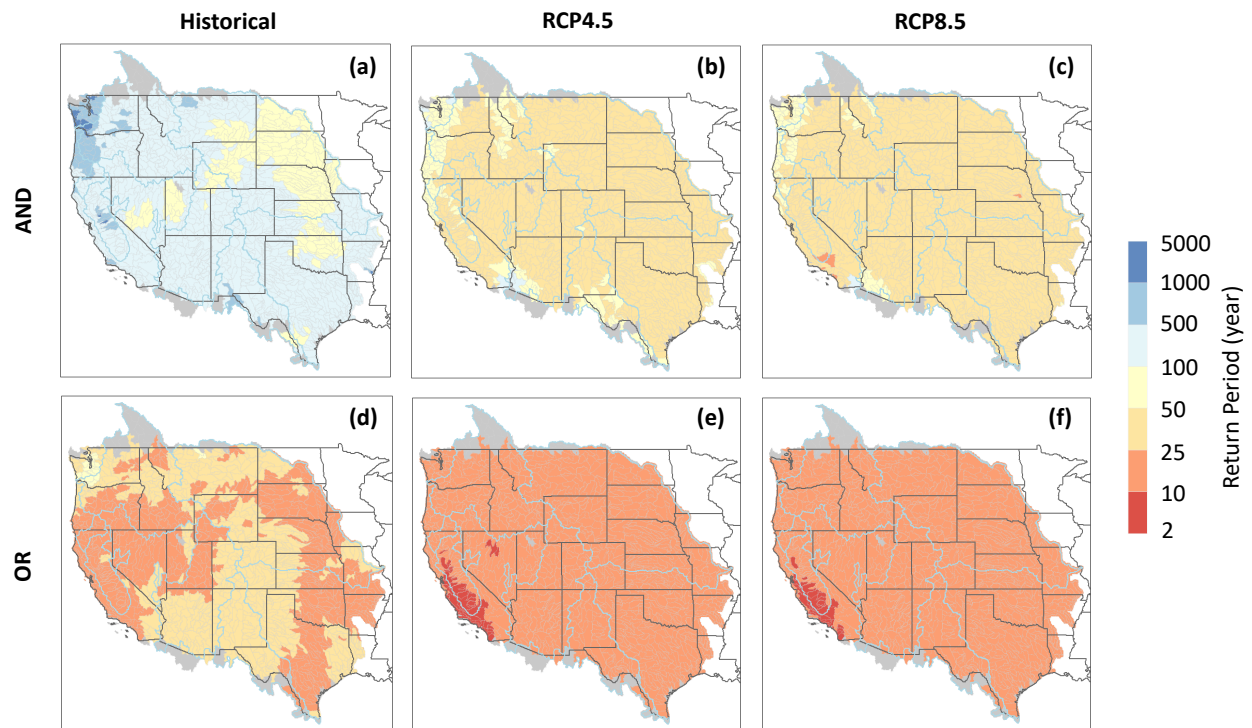 Historical
RCP4.5
RCP8.5
AND
(a)
(b)
(c)
OR
(d)
(e)
(f)
5000
1000
500
100
50
25
10
2
Return Period (year)